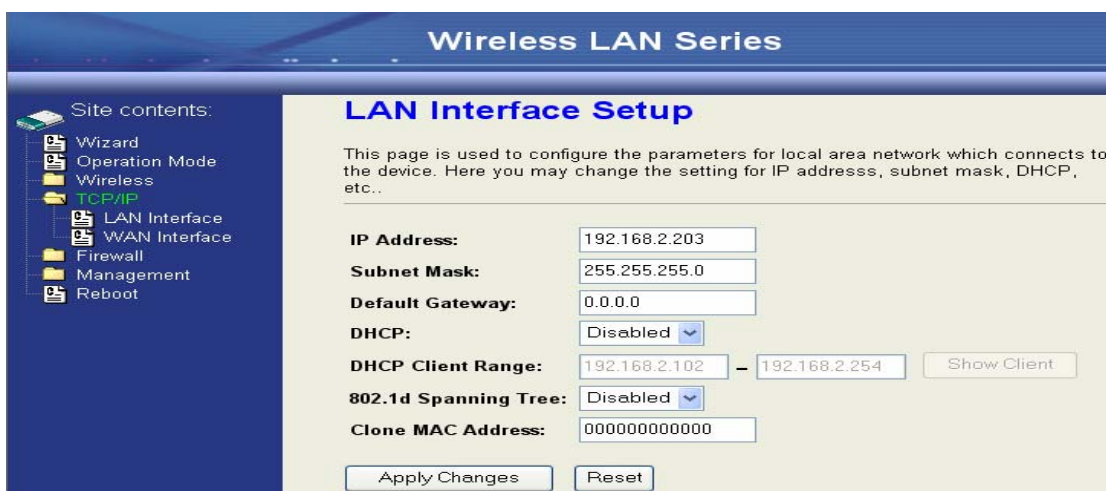 Wireless LAN Series
Site contents:
Wizard
Operation Mode
Wireless
TCP/IP
LAN Interface
WAN Interface
Firewall
Management
Reboot
LAN Interface Setup
This page is used to configure the parameters for local area network which connects to
the device. Here you may change the setting for IP addresss, subnet mask, DHCP,
etc..
IP Address: 192.168.2.203
Subnet Mask: 255.255.255.0
Default Gateway: 0.0.0.0
DHCP: Disabled
DHCP Client Range: 192.168.2.102 – 192.168.2.254 Show Client
802.1d Spanning Tree: Disabled
Clone MAC Address: 000000000000
Apply Changes Reset